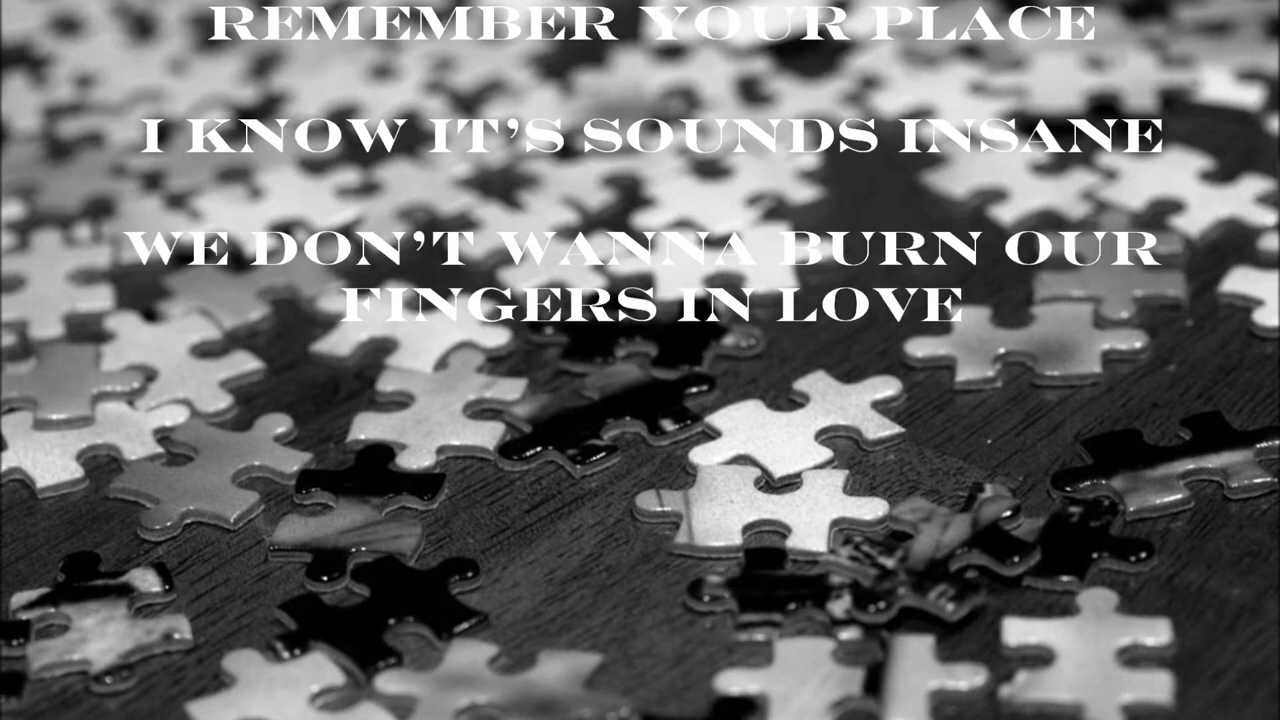 REMEMBER YOUR PLACE
I KNOW IT'S SOUNDS INSANE
WE DON'T WANNA BURN OUR
FINGERS IN LOVE